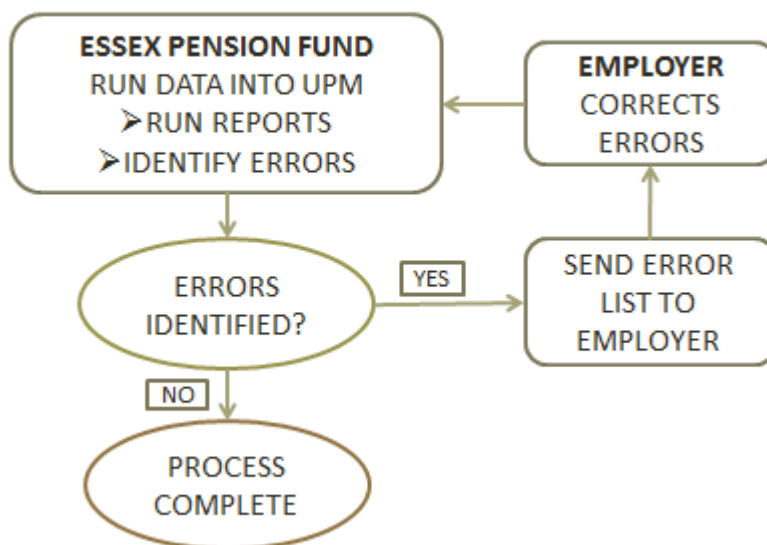 ESSEX PENSION FUND
RUN DATA INTO UPM
➢RUN REPORTS
➢IDENTIFY ERRORS
EMPLOYER
CORRECTS
ERRORS
ERRORS
IDENTIFIED?
YES
SEND ERROR
LIST TO
EMPLOYER
NO
PROCESS
COMPLETE